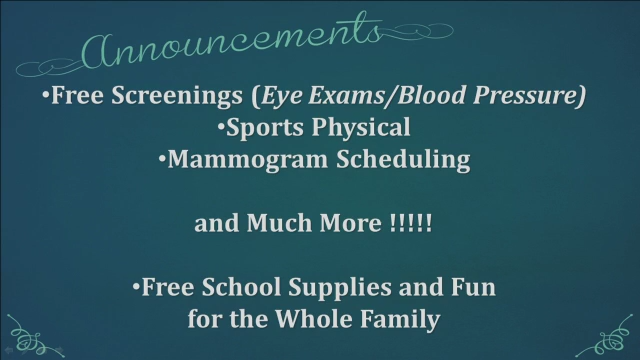 Announcements
•Free Screenings (Eye Exams/Blood Pressure)
•Sports Physical
•Mammogram Scheduling
and Much More !!!!!
•Free School Supplies and Fun
for the Whole Family